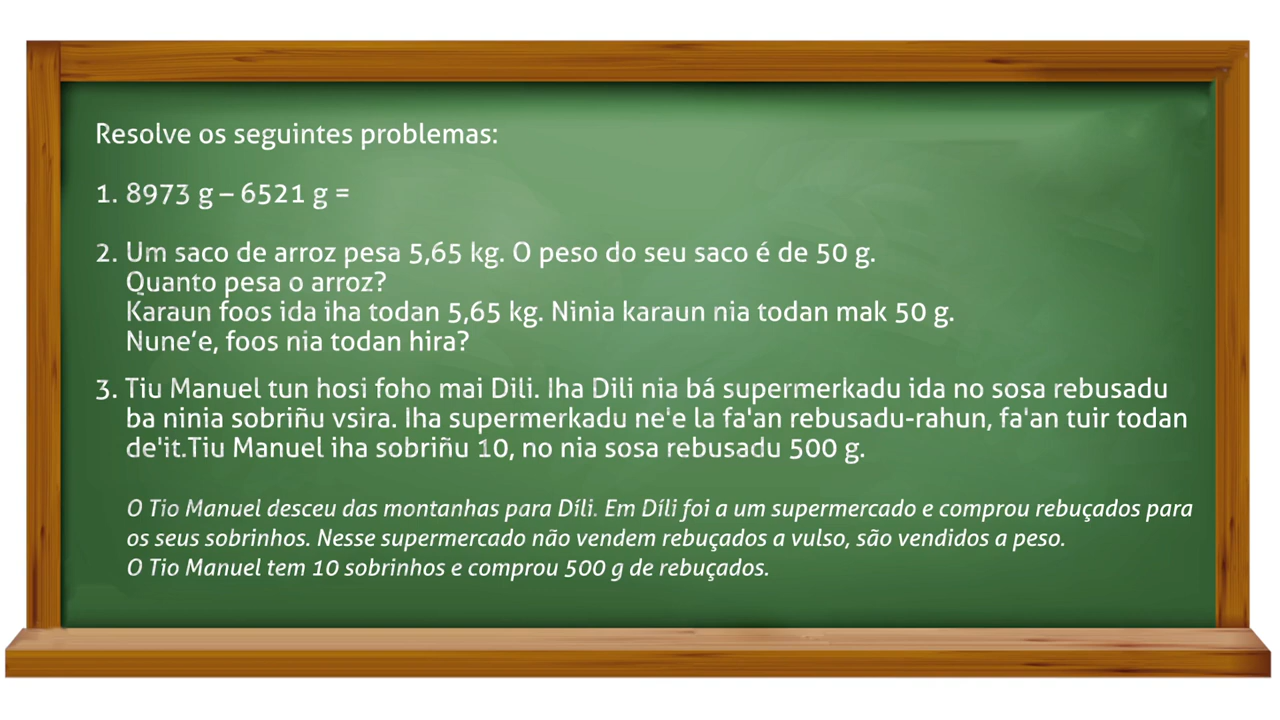 Resolve os seguintes problemas:
1. 8973 g – 6521 g =
2. Um saco de arroz pesa 5,65 kg. O peso do seu saco é de 50 g.
Quanto pesa o arroz?
Karaun foos ida iha todan 5,65 kg. Ninia karaun nia todan mak 50 g.
Nune’e, foos nia todan hira?
3. Tiu Manuel tun hosi foho mai Dili. Iha Dili nia bá supermerkadu ida no sosa rebusadu
ba ninia sobriñu vsira. Iha supermerkadu ne'e la fa'an rebusadu-rahun, fa'an tuir todan
de'it.Tiu Manuel iha sobriñu 10, no nia sosa rebusadu 500 g.
O Tio Manuel desceu das montanhas para Díli. Em Díli foi a um supermercado e comprou rebuçados para
os seus sobrinhos. Nesse supermercado não vendem rebuçados a vulso, são vendidos a peso.
O Tio Manuel tem 10 sobrinhos e comprou 500 g de rebuçados.